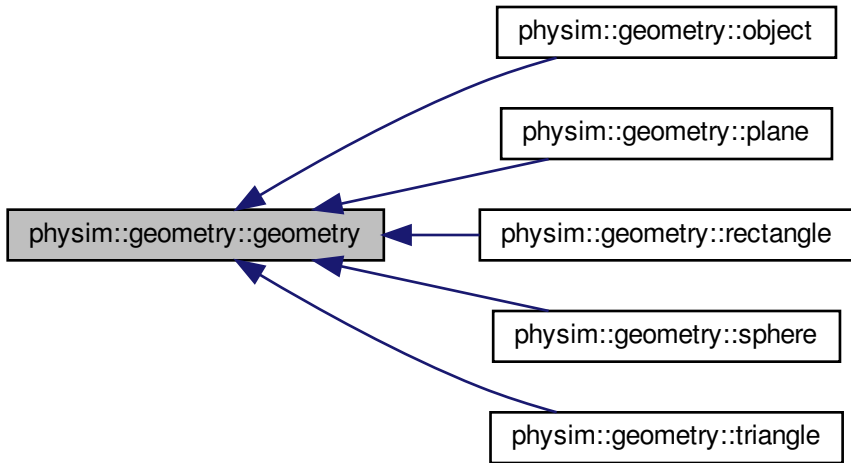 physim::geometry::object
physim::geometry::plane
physim::geometry::geometry
physim::geometry::rectangle
physim::geometry::sphere
physim::geometry::triangle